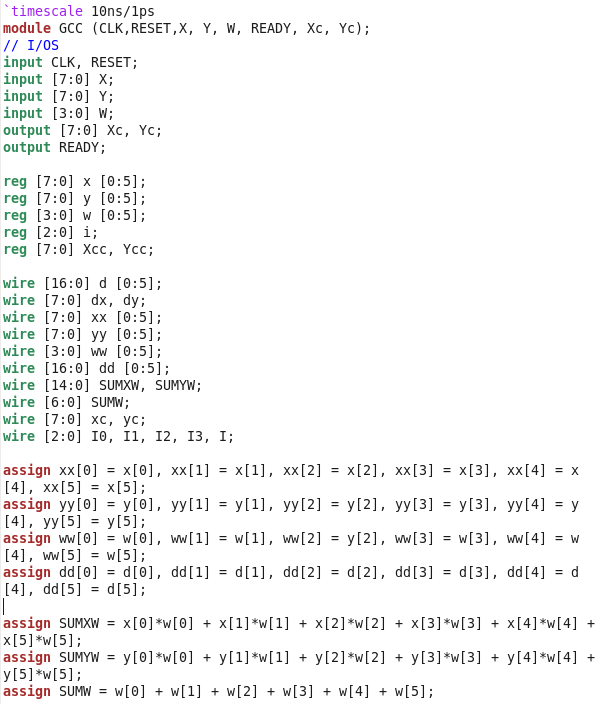 `timescale 10ns/1ps
module GCC (CLK,RESET,X, Y, W, READY, Xc, Yc);
// I/OS
input CLK, RESET;
input [7:0] X;
input [7:0] Y;
input [3:0] W;
output [7:0] Xc, Yc;
output READY;
reg [7:0] x [0:5];
reg [7:0] y [0:5];
reg [3:0] w [0:5];
reg [2:0] i;
reg [7:0] Xcc, Ycc;
wire [16:0] d [0:5];
wire [7:0] dx, dy;
wire [7:0] xx [0:5];
wire [7:0] yy [0:5];
wire [3:0] ww [0:5];
wire [16:0] dd [0:5];
wire [14:0] SUMXW, SUMYW;
wire [6:0] SUMW;
wire [7:0] xc, yc;
wire [2:0] I0, I1, I2, I3, I;
assign xx[0] = x[0], xx[1] = x[1], xx[2] = x[2], xx[3] = x[3], xx[4] = x
[4], xx[5] = x[5];
assign yy[0] = y[0], yy[1] = y[1], yy[2] = y[2], yy[3] = y[3], yy[4] = y
[4], yy[5] = y[5];
assign ww[0] = w[0], ww[1] = w[1], ww[2] = y[2], ww[3] = w[3], ww[4] = w
[4], ww[5] = w[5];
assign dd[0] = d[0], dd[1] = d[1], dd[2] = d[2], dd[3] = d[3], dd[4] = d
[4], dd[5] = d[5];
assign SUMXW = x[0]*w[0] + x[1]*w[1] + x[2]*w[2] + x[3]*w[3] + x[4]*w[4] +
x[5]*w[5];
assign SUMYW = y[0]*w[0] + y[1]*w[1] + y[2]*w[2] + y[3]*w[3] + y[4]*w[4] +
y[5]*w[5];
assign SUMW = w[0] + w[1] + w[2] + w[3] + w[4] + w[5];